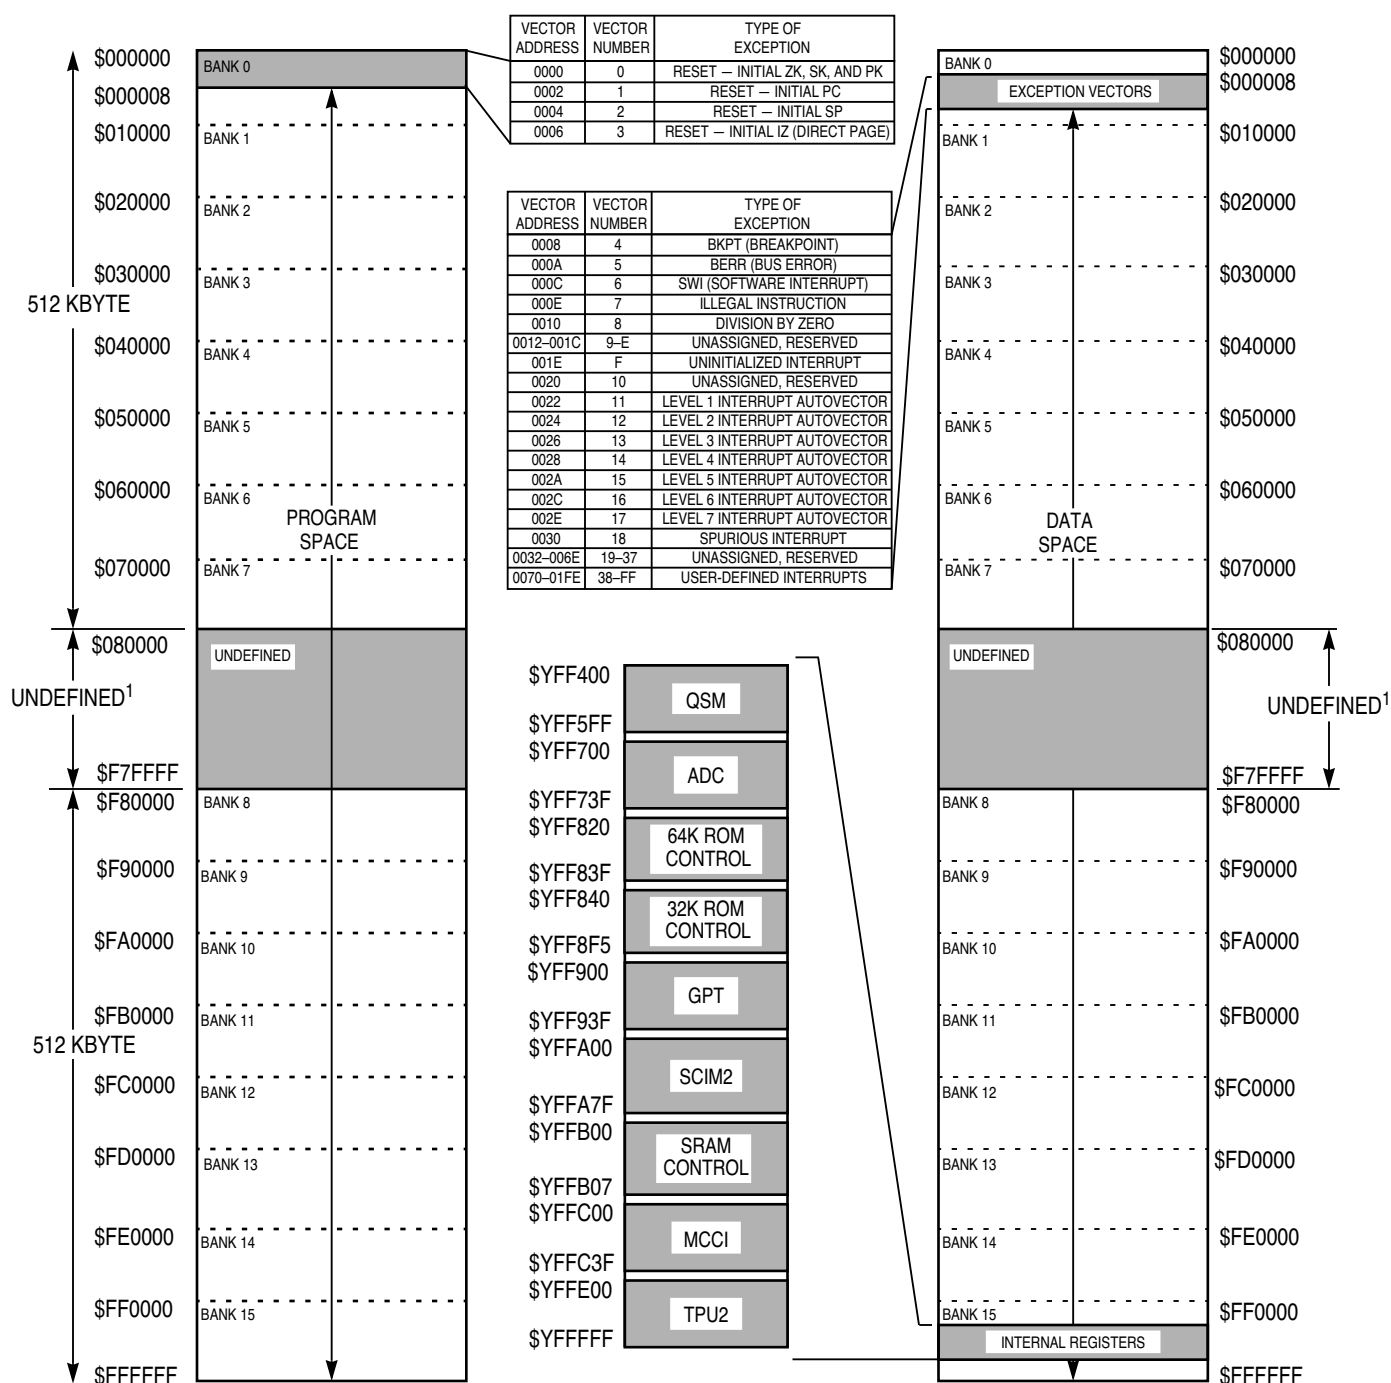 $000000
$000008
$010000
$020000
$030000
512 KBYTE
$040000
$050000
$060000
$070000
$080000
UNDEFINED1
$F7FFFF
$F80000
$F90000
$FA0000
$FB0000
512 KBYTE
$FC0000
$FD0000
$FE0000
$FF0000
$FFFFFF
BANK 0
BANK 1
BANK 2
BANK 3
BANK 4
BANK 5
BANK 6
PROGRAM
SPACE
BANK 7
UNDEFINED
BANK 8
BANK 9
BANK 10
BANK 11
BANK 12
BANK 13
BANK 14
BANK 15
VECTOR ADDRESS VECTOR NUMBER TYPE OF EXCEPTION
0000 0 RESET — INITIAL ZK, SK, AND PK
0002 1 RESET — INITIAL PC
0004 2 RESET — INITIAL SP
0006 3 RESET — INITIAL IZ (DIRECT PAGE)
VECTOR ADDRESS VECTOR NUMBER TYPE OF EXCEPTION
0008 4 BKPT (BREAKPOINT)
000A 5 BERR (BUS ERROR)
000C 6 SWI (SOFTWARE INTERRUPT)
000E 7 ILLEGAL INSTRUCTION
0010 8 DIVISION BY ZERO
0012–001C 9–E UNASSIGNED, RESERVED
001E F UNINITIALIZED INTERRUPT
0020 10 UNASSIGNED, RESERVED
0022 11 LEVEL 1 INTERRUPT AUTOVECTOR
0024 12 LEVEL 2 INTERRUPT AUTOVECTOR
0026 13 LEVEL 3 INTERRUPT AUTOVECTOR
0028 14 LEVEL 4 INTERRUPT AUTOVECTOR
002A 15 LEVEL 5 INTERRUPT AUTOVECTOR
002C 16 LEVEL 6 INTERRUPT AUTOVECTOR
002E 17 LEVEL 7 INTERRUPT AUTOVECTOR
0030 18 SPURIOUS INTERRUPT
0032–006E 19–37 UNASSIGNED, RESERVED
0070–01FE 38–FF USER-DEFINED INTERRUPTS
$YFF400
QSM
$YFF5FF
$YFF700
ADC
$YFF73F
$YFF820
64K ROM
CONTROL
$YFF83F
$YFF840
32K ROM
CONTROL
$YFF8F5
$YFF900
GPT
$YFF93F
$YFFA00
SCIM2
$YFFA7F
$YFFB00
SRAM
CONTROL
$YFFB07
$YFFC00
MCCI
$YFFC3F
$YFFE00
TPU2
$YFFFFF
BANK 0
EXCEPTION VECTORS
BANK 1
BANK 2
BANK 3
BANK 4
BANK 5
BANK 6
DATA
SPACE
BANK 7
UNDEFINED
BANK 8
BANK 9
BANK 10
BANK 11
BANK 12
BANK 13
BANK 14
BANK 15
INTERNAL REGISTERS
$000000
$000008
$010000
$020000
$030000
$040000
$050000
$060000
$070000
$080000
UNDEFINED1
$F7FFFF
$F80000
$F90000
$FA0000
$FB0000
$FC0000
$FD0000
$FE0000
$FF0000
$FFFFFF